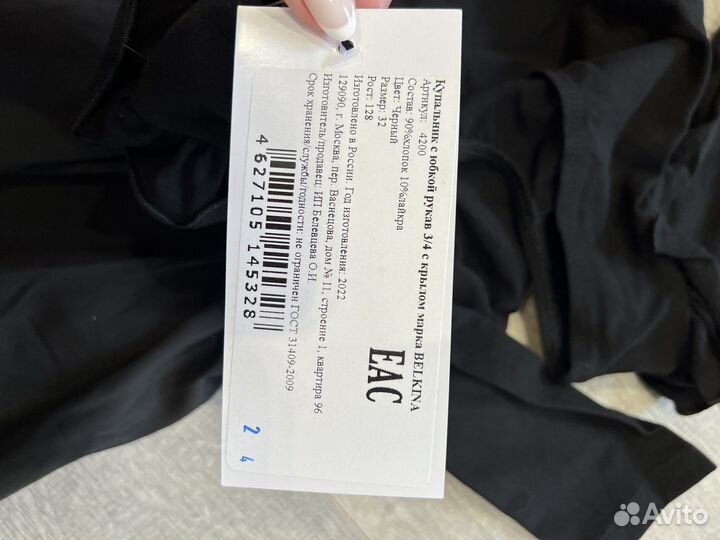 Купальник с юбкой рукав 3/4 с крылом марка BELKINA
Артикул: 4200
Состав: 90%хлопок 10%лайкра
Цвет: Черный
Размер: 32
Рост: 128
Изготовлено в России. Год изготовления: 2022
129090, г. Москва, пер. Васнецова, дом № 11, строение 1, квартира 96
Изготовитель/продавец: ИП Белевцева О.И.
Срок хранения/службы/годности: не ограничен ГОСТ 31409-2009
EAC
4 627105 145328
2 4
Avito